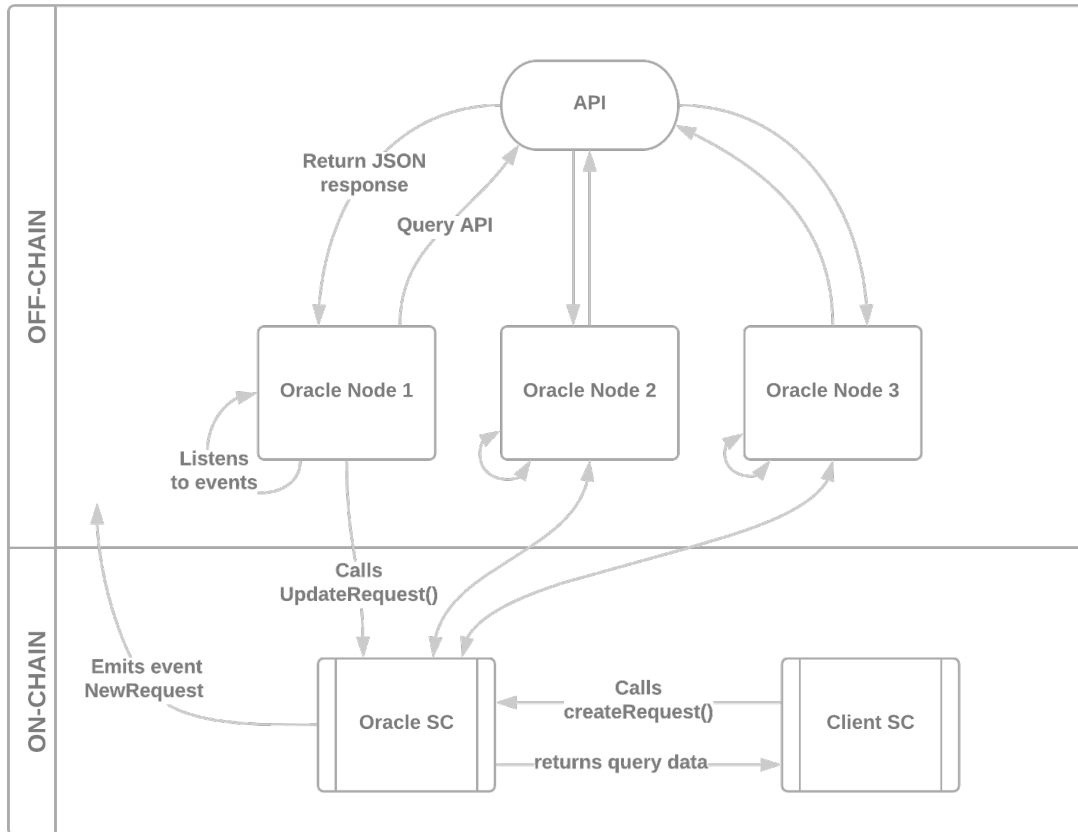 API
Return JSON
response
Query API
OFF-CHAIN
Oracle Node 1
Oracle Node 2
Oracle Node 3
Listens
to events
Calls
UpdateRequest()
ON-CHAIN
Emits event
NewRequest
Oracle SC
Calls
createRequest()
Client SC
returns query data